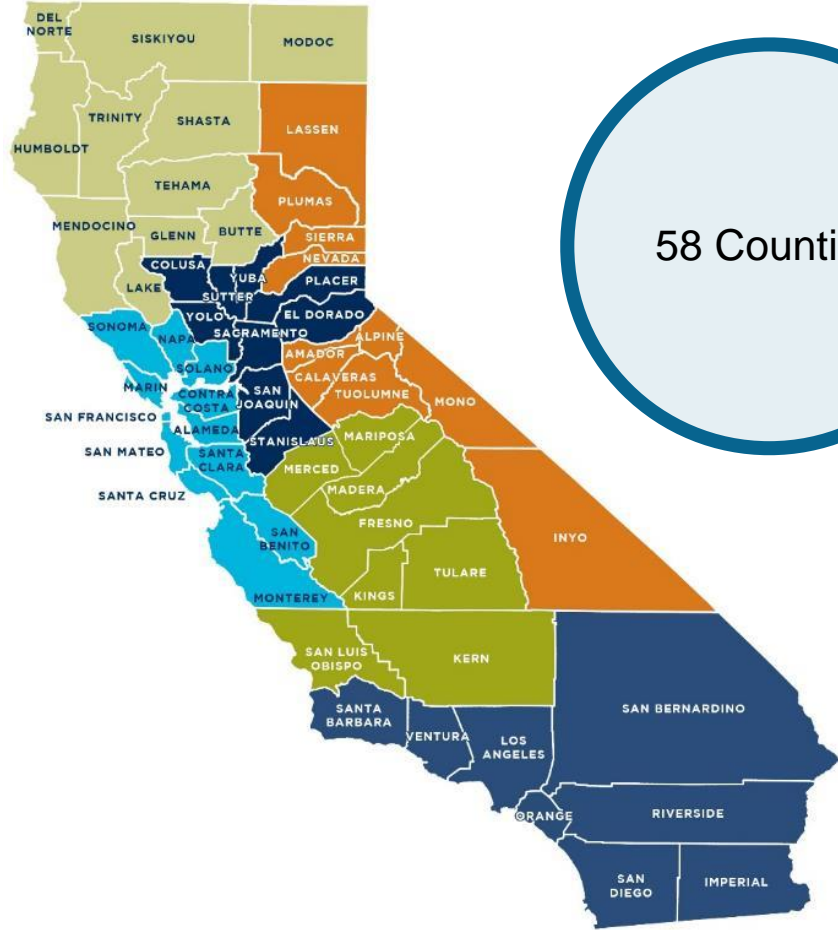 DEL
NORTE
SISKIYOU
MODOC
HUMBOLDT
TRINITY
SHASTA
LASSEN
TEHAMA
PLUMAS
MENDOCINO
GLENN
BUTTE
SIERRA
NEVADA
COLUSA
YUBA
PLACER
LAKE
SUTTER
EL DORADO
YOLO
SACRAMENTO
SONOMA
NAPA
ALPINE
AMADOR
SOLANO
CALAVERAS
MARIN
CONTRA
COSTA
SAN
JOAQUIN
TUOLUMNE
MONO
SAN FRANCISCO
ALAMEDA
STANISLAUS
MARIPOSA
SAN MATEO
SANTA
CLARA
MERCED
MADERA
SANTA CRUZ
FRESNO
SAN
BENITO
INYO
TULARE
MONTEREY
KINGS
SAN LUIS
OBISPO
KERN
SANTA
BARBARA
VENTURA
LOS
ANGELES
SAN BERNARDINO
ORANGE
RIVERSIDE
SAN
DIEGO
IMPERIAL
58 Counti